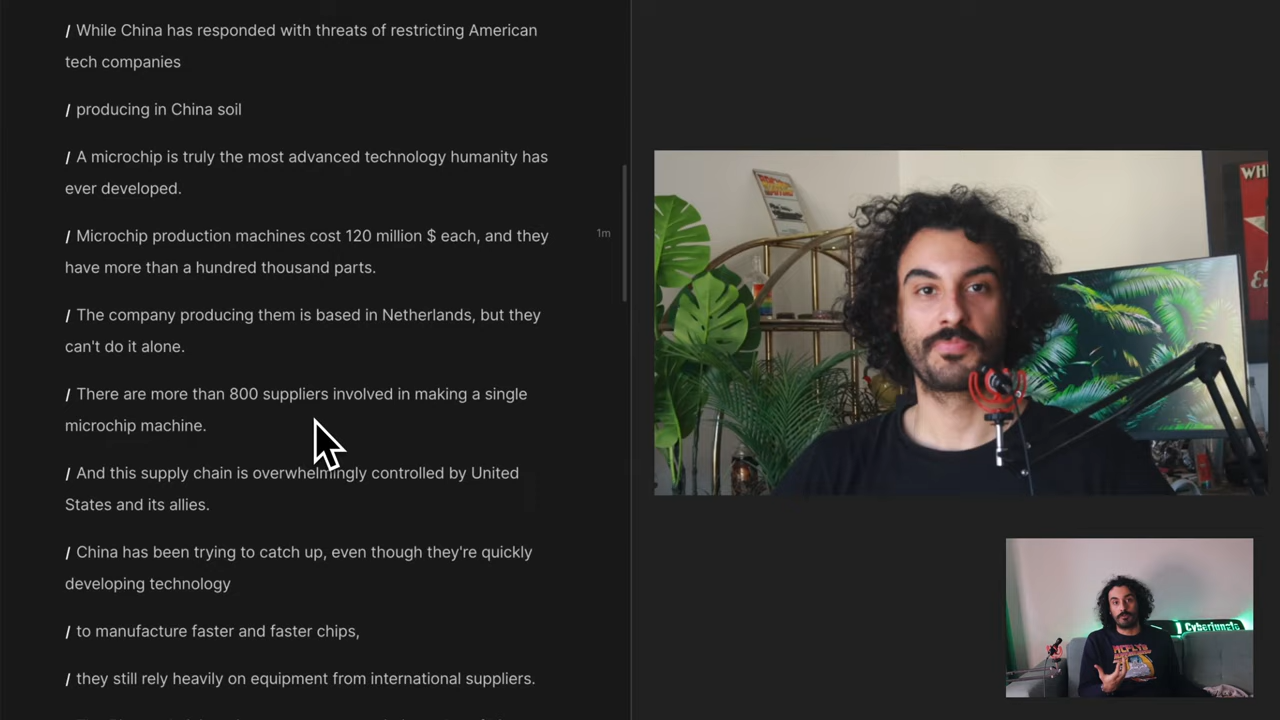 / While China has responded with threats of restricting American
tech companies
/ producing in China soil
/ A microchip is truly the most advanced technology humanity has
ever developed.
/ Microchip production machines cost 120 million $ each, and they
have more than a hundred thousand parts.
1m
/ The company producing them is based in Netherlands, but they
can't do it alone.
/ There are more than 800 suppliers involved in making a single
microchip machine.
/ And this supply chain is overwhelmingly controlled by United
States and its allies.
/ China has been trying to catch up, even though they're quickly
developing technology
/ to manufacture faster and faster chips,
/ they still rely heavily on equipment from international suppliers.
WH
Cyberjungle